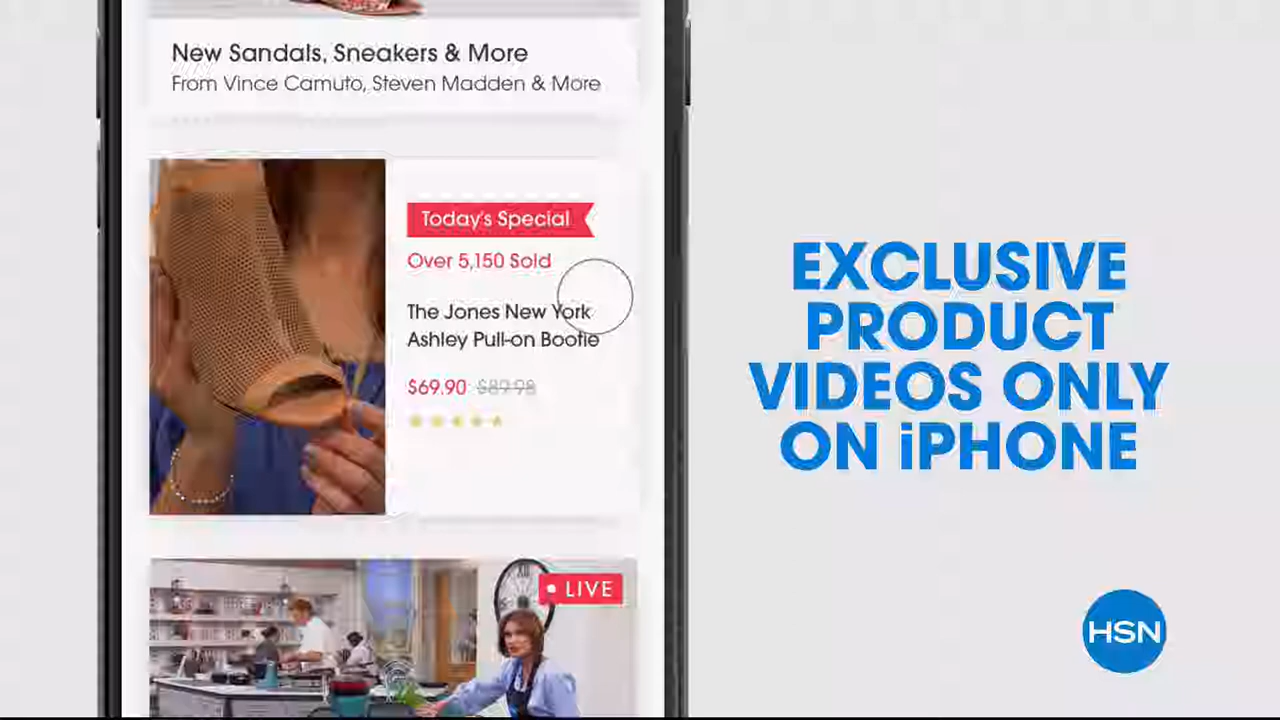 New Sandals, Sneakers & More
From Vince Camuto, Steven Madden & More
Today's Special
Over 5,150 Sold
The Jones New York
Ashley Pull-on Bootie
$69.90 $89.98
LIVE
EXCLUSIVE
PRODUCT
VIDEOS ONLY
ON iPHONE
HSN